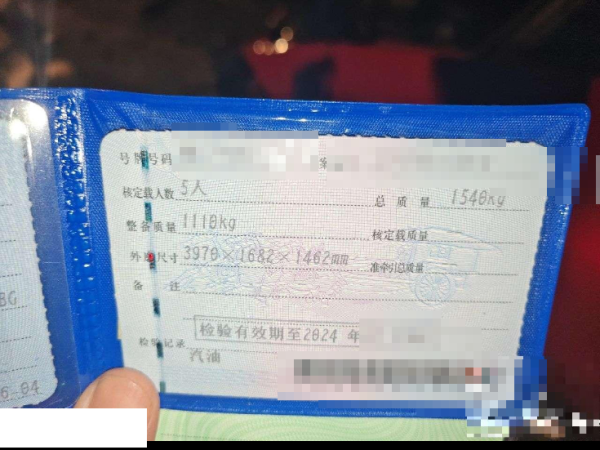 号牌号码
核定载人数 5人 总质量 1540kg
整备质量 1110kg 核定载质量
外廓尺寸 3970×1682×1462mm 准牵引总质量
备注
检验有效期至2024年
检验记录
汽油
BG
6-04